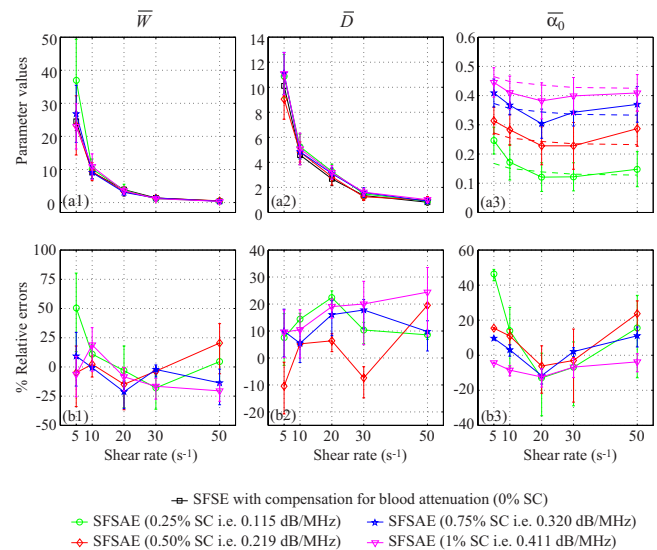 W D α₀
Parameter values
50
40
30
20
10
0
(a1)
14
12
10
8
6
4
2
0
(a2)
0.6
0.5
0.4
0.3
0.2
0.1
0
(a3)
% Relative errors
100
75
50
25
0
-25
-50
(b1)
5 10 20 30 50
Shear rate (s⁻¹)
40
30
20
10
0
-10
-20
(b2)
5 10 20 30 50
Shear rate (s⁻¹)
60
40
20
0
-20
-40
(b3)
5 10 20 30 50
Shear rate (s⁻¹)
SFSE with compensation for blood attenuation (0% SC)
SFSAE (0.25% SC i.e. 0.115 dB/MHz) SFSAE (0.75% SC i.e. 0.320 dB/MHz)
SFSAE (0.50% SC i.e. 0.219 dB/MHz) SFSAE (1% SC i.e. 0.411 dB/MHz)